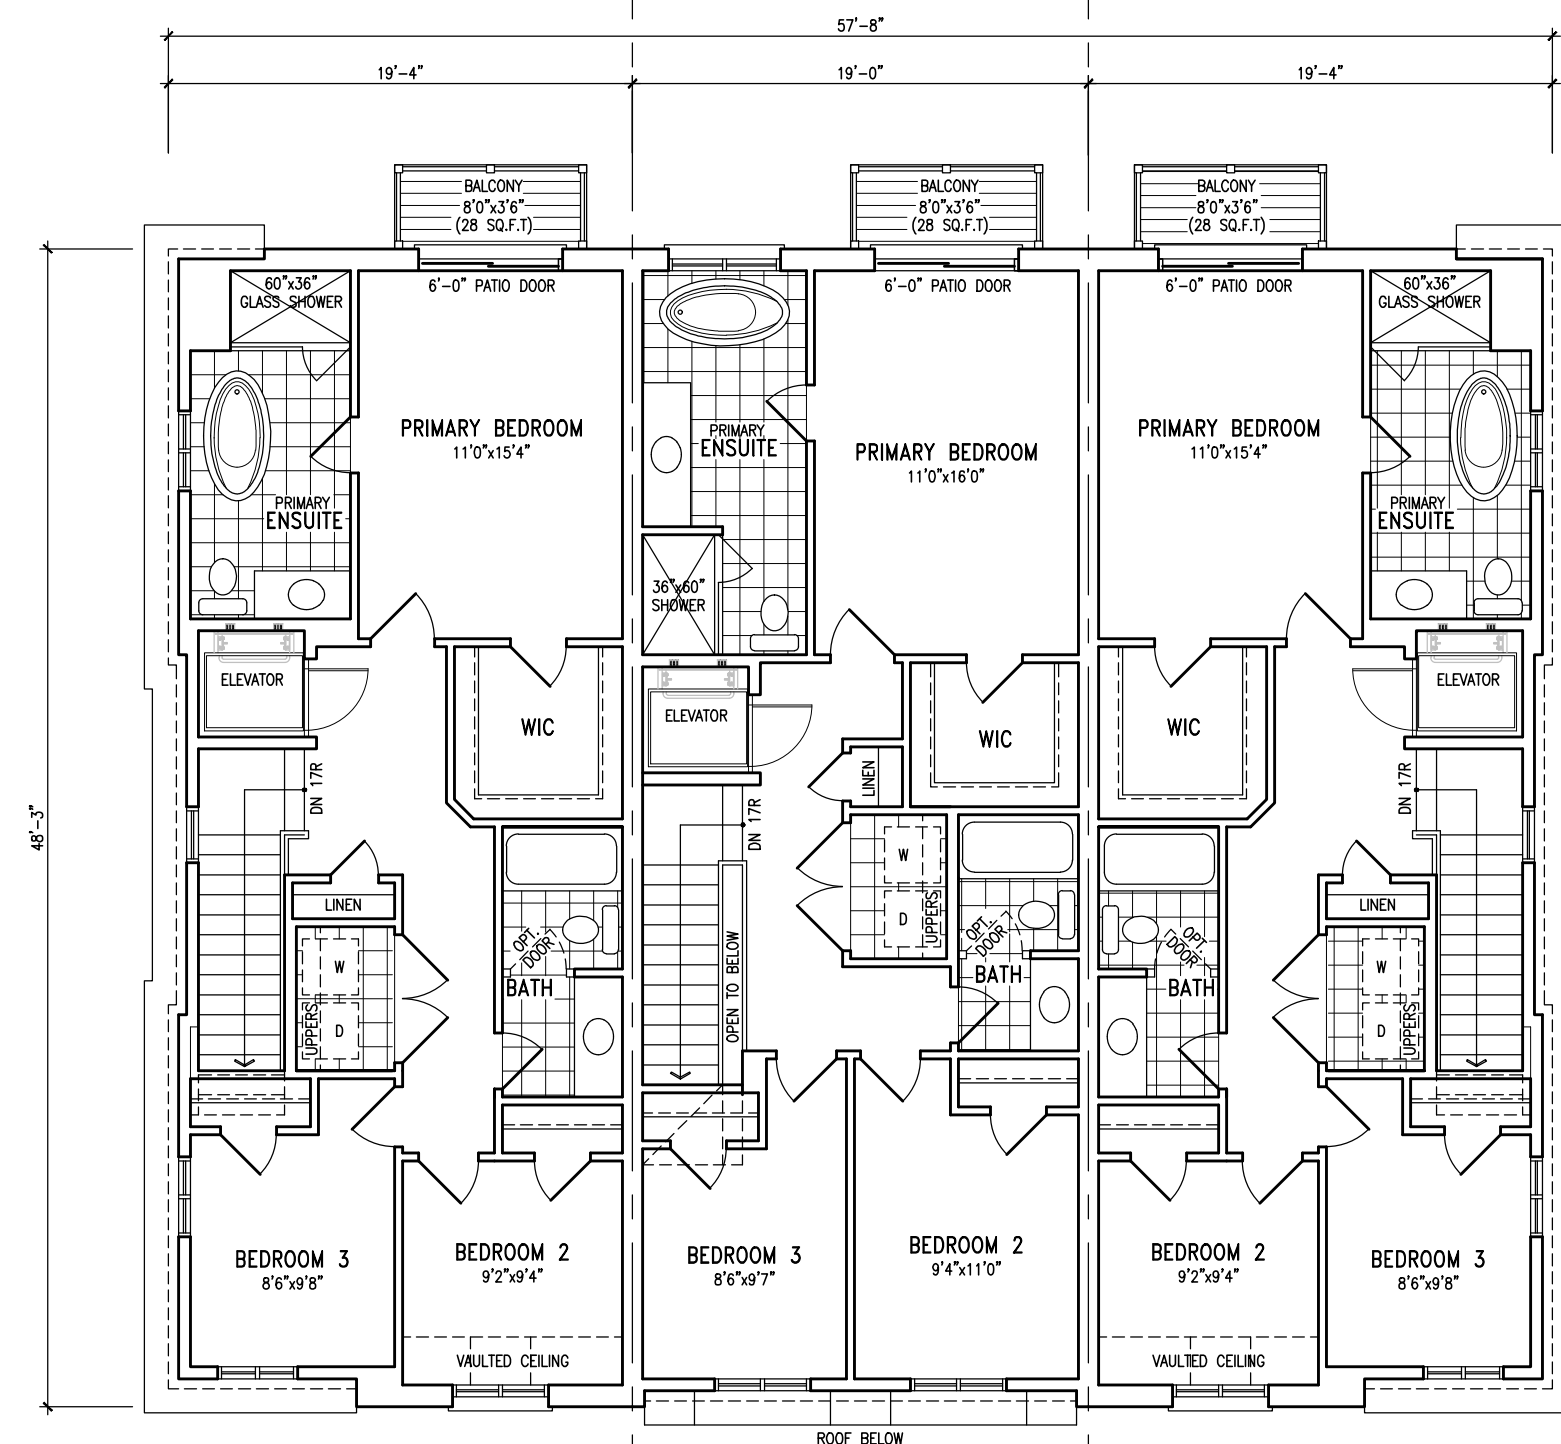 57'-8"
19'-4"
19'-0"
19'-4"
BALCONY
8'0"x3'6"
(28 SQ.F.T)
BALCONY
8'0"x3'6"
(28 SQ.F.T)
BALCONY
8'0"x3'6"
(28 SQ.F.T)
60"x36"
GLASS SHOWER
6'-0" PATIO DOOR
6'-0" PATIO DOOR
6'-0" PATIO DOOR
60"x36"
GLASS SHOWER
PRIMARY BEDROOM
11'0"x15'4"
PRIMARY
ENSUITE
PRIMARY BEDROOM
11'0"x16'0"
PRIMARY BEDROOM
11'0"x15'4"
PRIMARY
ENSUITE
PRIMARY
ENSUITE
36"x60"
SHOWER
ELEVATOR
ELEVATOR
ELEVATOR
WIC
WIC
WIC
DN 17R
LINEN
DN 17R
DN 17R
48'-3"
LINEN
W
D
UPPERS
OPT.
DOOR
BATH
OPEN TO BELOW
W
D
UPPERS
OPT.
DOOR
BATH
OPT.
DOOR
BATH
LINEN
W
D
UPPERS
BEDROOM 3
8'6"x9'8"
BEDROOM 2
9'2"x9'4"
BEDROOM 3
8'6"x9'7"
BEDROOM 2
9'4"x11'0"
BEDROOM 2
9'2"x9'4"
BEDROOM 3
8'6"x9'8"
VAULTED CEILING
VAULTED CEILING
ROOF BELOW